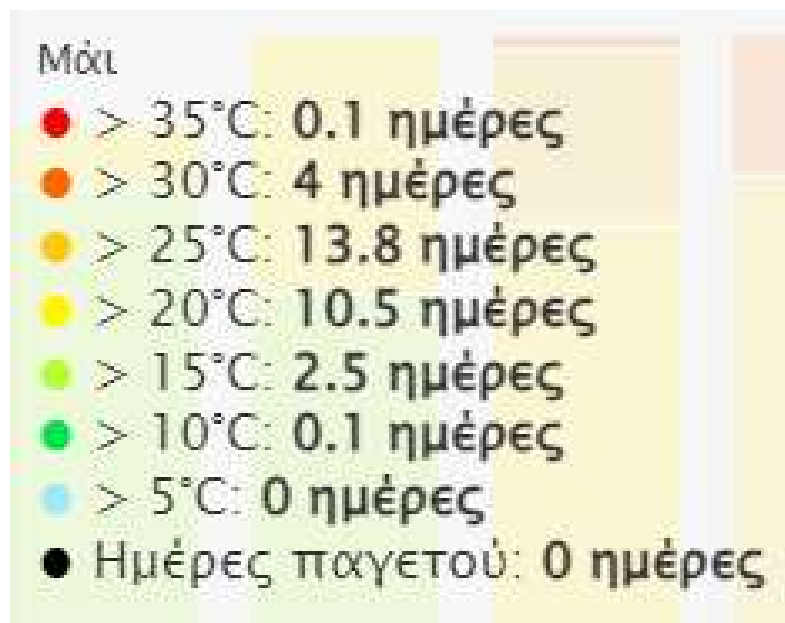 Μάι
> 35°C: 0.1 ημέρες
> 30°C: 4 ημέρες
> 25°C: 13.8 ημέρες
> 20°C: 10.5 ημέρες
> 15°C: 2.5 ημέρες
> 10°C: 0.1 ημέρες
> 5°C: 0 ημέρες
Ημέρες παγετού: 0 ημέρες